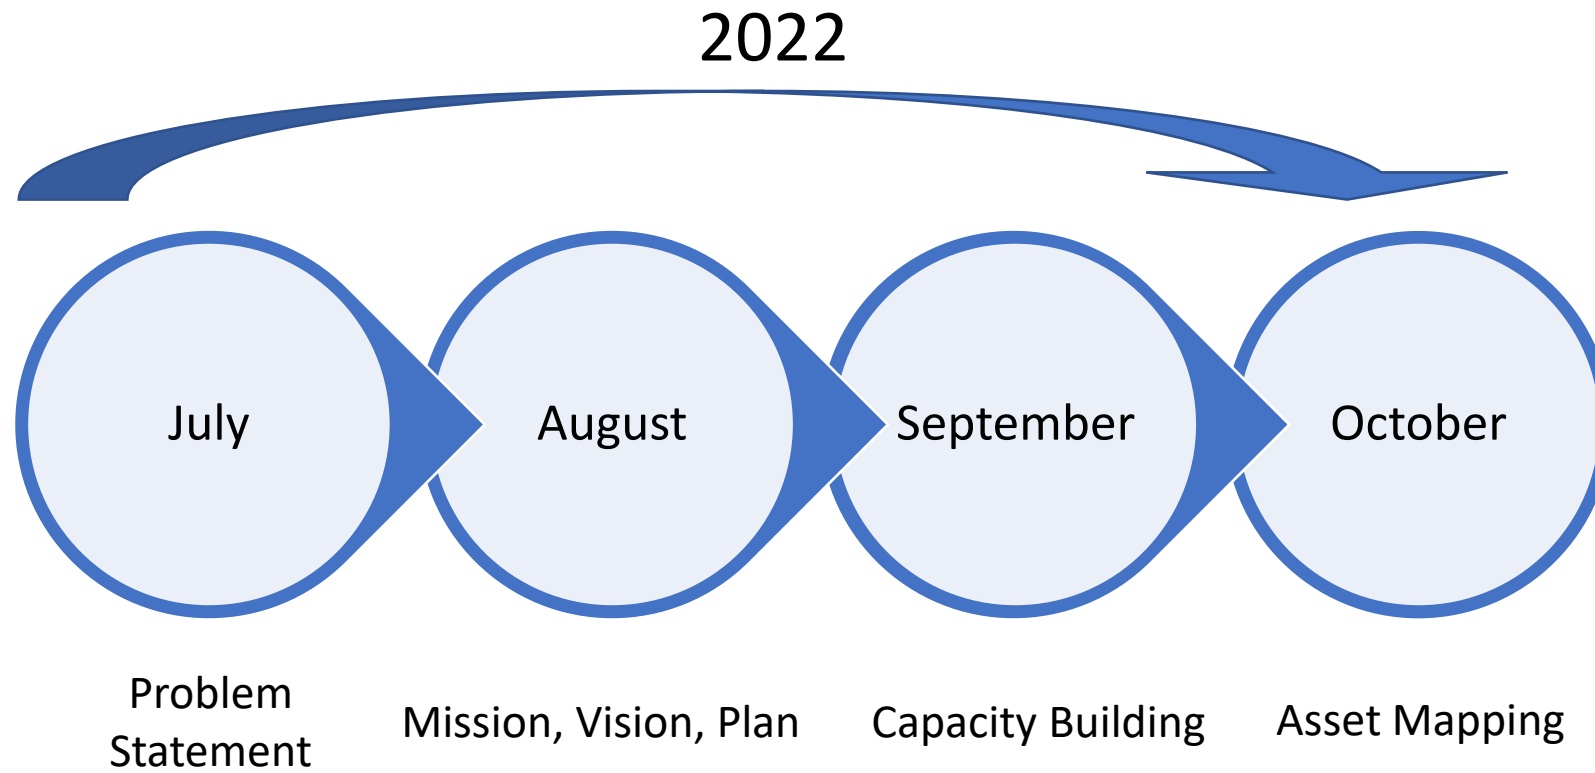 2022
July
August
September
October
Problem
Statement
Mission, Vision, Plan
Capacity Building
Asset Mapping